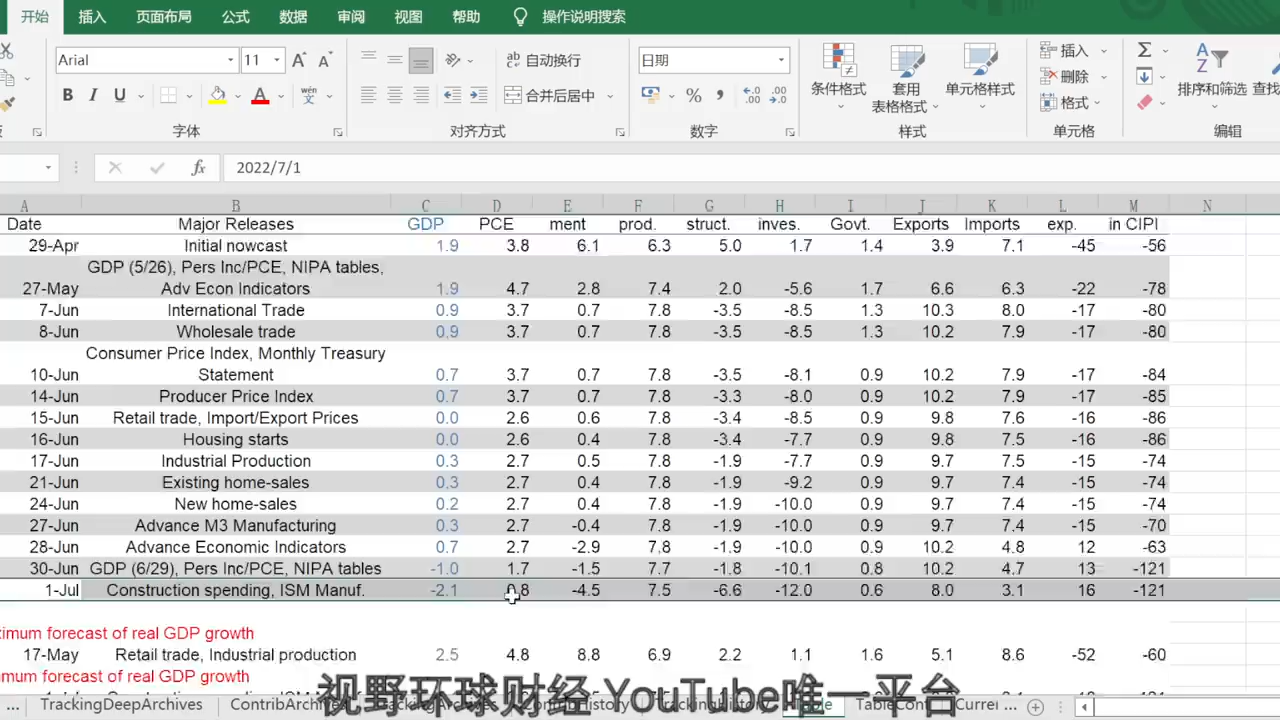 开始 插入 页面布局 公式 数据 审阅 视图 帮助 操作说明搜索
Arial 11 自动换行 日期 插入
合并后居中 条件格式 套用 表格格式 单元格样式 删除 格式 排序和筛选
字体 对齐方式 数字 样式 单元格 编辑
2022/7/1
A B C D E F G H I J K L M N
Date Major Releases GDP PCE ment prod. struct. inves. Govt. Exports Imports exp. in CIPI
29-Apr Initial nowcast 1.9 3.8 6.1 6.3 5.0 1.7 1.4 3.9 7.1 -45 -56
GDP (5/26), Pers Inc/PCE, NIPA tables,
27-May Adv Econ Indicators 1.9 4.7 2.8 7.4 2.0 -5.6 1.7 6.6 6.3 -22 -78
7-Jun International Trade 0.9 3.7 0.7 7.8 -3.5 -8.5 1.3 10.3 8.0 -17 -80
8-Jun Wholesale trade 0.9 3.7 0.7 7.8 -3.5 -8.5 1.3 10.2 7.9 -17 -80
Consumer Price Index, Monthly Treasury
10-Jun Statement 0.7 3.7 0.7 7.8 -3.5 -8.1 0.9 10.2 7.9 -17 -84
14-Jun Producer Price Index 0.7 3.7 0.7 7.8 -3.3 -8.0 0.9 10.2 7.9 -17 -85
15-Jun Retail trade, Import/Export Prices 0.0 2.6 0.6 7.8 -3.4 -8.5 0.9 9.8 7.6 -16 -86
16-Jun Housing starts 0.0 2.6 0.4 7.8 -3.4 -7.7 0.9 9.8 7.5 -16 -86
17-Jun Industrial Production 0.3 2.7 0.5 7.8 -1.9 -7.7 0.9 9.7 7.5 -15 -74
21-Jun Existing home-sales 0.3 2.7 0.4 7.8 -1.9 -9.2 0.9 9.7 7.4 -15 -74
24-Jun New home-sales 0.2 2.7 0.4 7.8 -1.9 -10.0 0.9 9.7 7.4 -15 -74
27-Jun Advance M3 Manufacturing 0.3 2.7 -0.4 7.8 -1.9 -10.0 0.9 9.7 7.4 -15 -70
28-Jun Advance Economic Indicators 0.7 2.7 -2.9 7.8 -1.9 -10.0 0.9 10.2 4.8 12 -63
30-Jun GDP (6/29), Pers Inc/PCE, NIPA tables -1.0 1.7 -1.5 7.7 -1.8 -10.1 0.8 10.2 4.7 13 -121
1-Jul Construction spending, ISM Manuf. -2.1 0.8 -4.5 7.5 -6.6 -12.0 0.6 8.0 3.1 16 -121
imum forecast of real GDP growth
17-May Retail trade, Industrial production 2.5 4.8 8.8 6.9 2.2 1.1 1.6 5.1 8.6 -52 -60
mum forecast of real GDP growth
视野环球财经 YouTube唯一平台
... TrackingDeepArchives ContribArchives